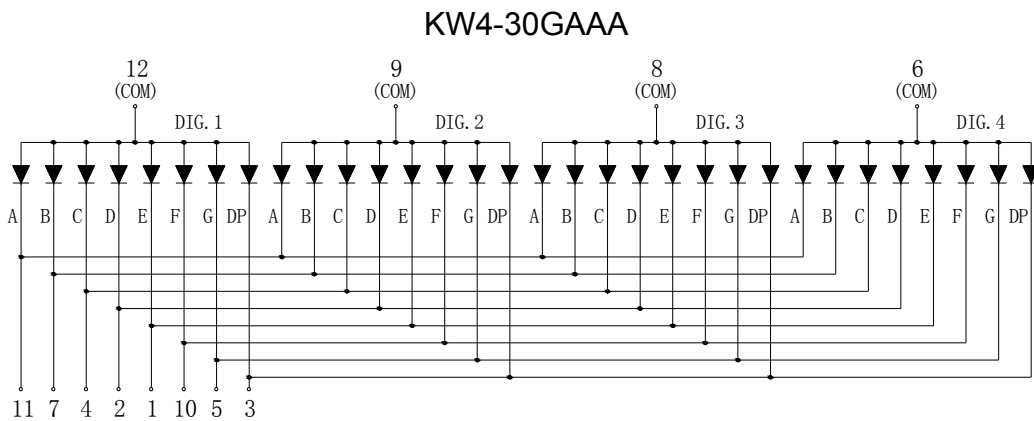 KW4-30GAAA
12 9 8 6
(COM) (COM) (COM) (COM)
DIG.1 DIG.2 DIG.3 DIG.4
A B C D E F G DP A B C D E F G DP A B C D E F G DP A B C D E F G DP
11 7 4 2 1 10 5 3